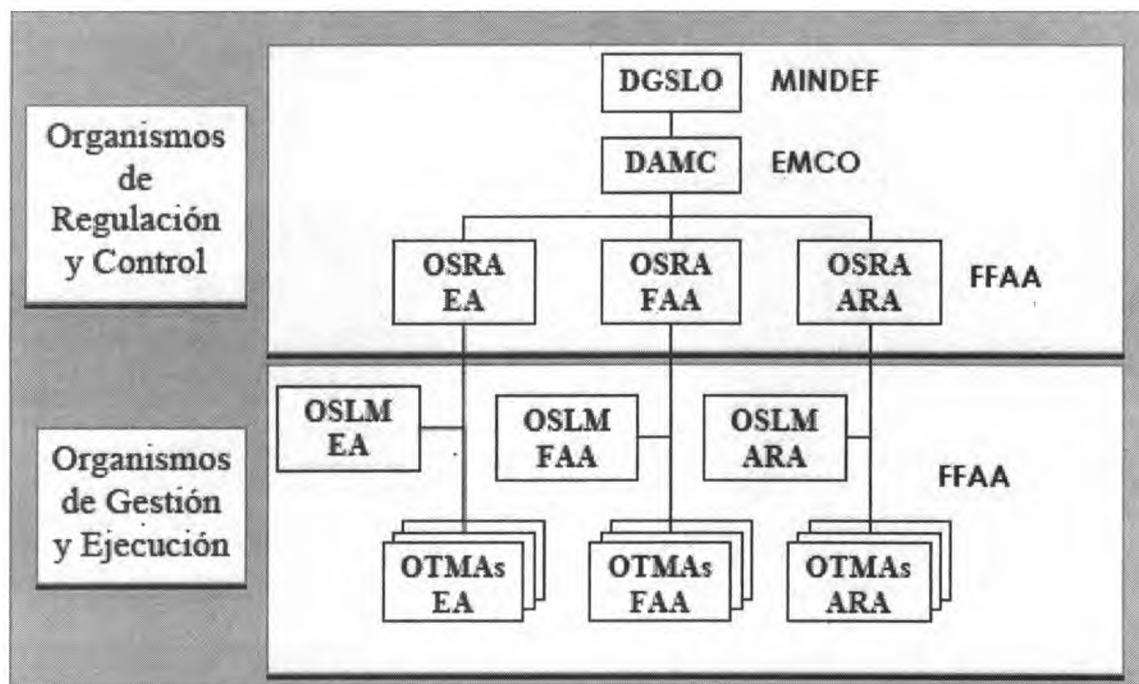 Organismos
de
Regulación
y Control
DGSLO MINDEF
DAMC EMCO
OSRA
EA
OSRA
FAA
OSRA
ARA
FFAA
Organismos
de Gestión
y Ejecución
OSLM
EA
OSLM
FAA
OSLM
ARA
FFAA
OTMAs
EA
OTMAs
FAA
OTMAs
ARA